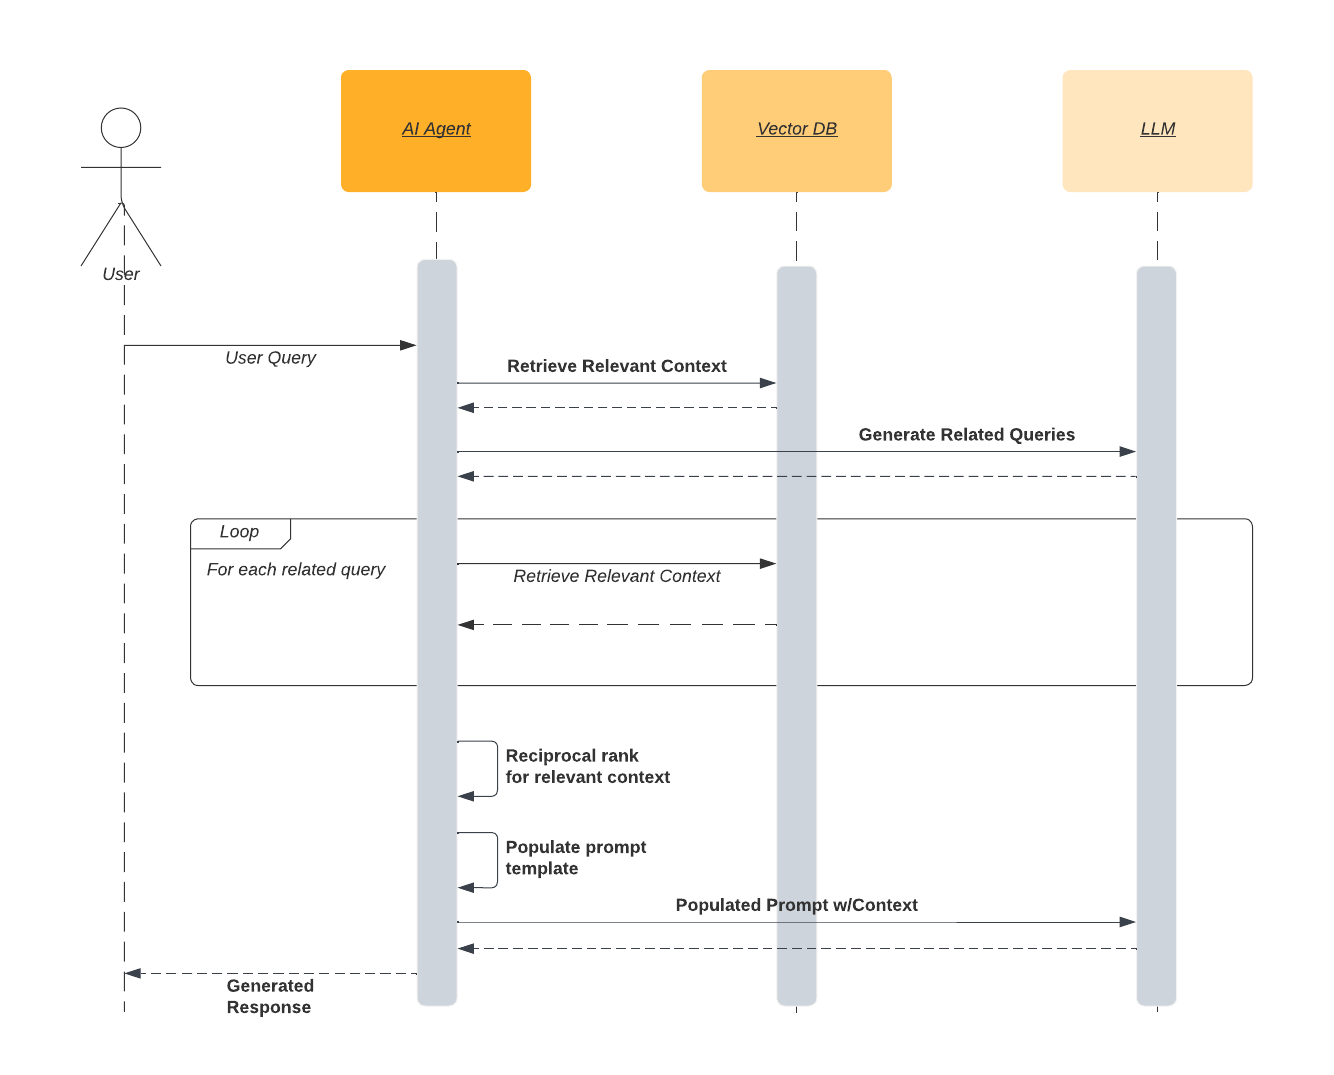 AI Agent
Vector DB
LLM
User
User Query
Retrieve Relevant Context
Generate Related Queries
Loop
For each related query
Retrieve Relevant Context
Reciprocal rank
for relevant context
Populate prompt
template
Populated Prompt w/Context
Generated
Response